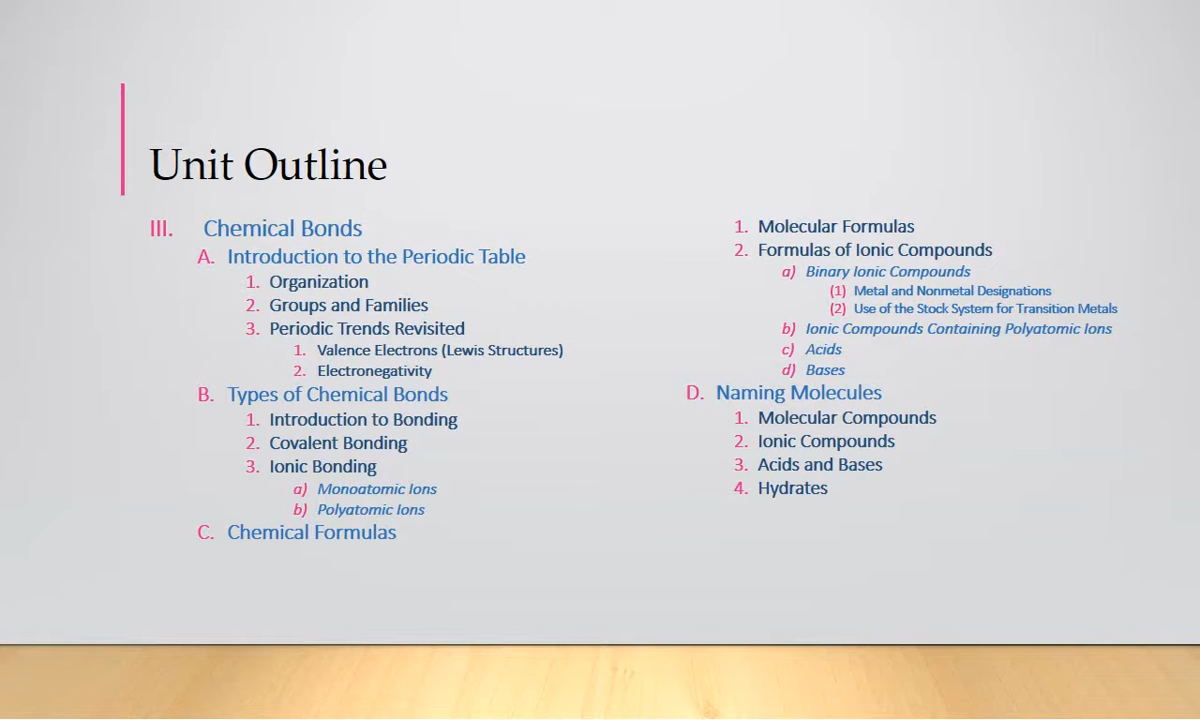 Unit Outline
III. Chemical Bonds
A. Introduction to the Periodic Table
1. Organization
2. Groups and Families
3. Periodic Trends Revisited
1. Valence Electrons (Lewis Structures)
2. Electronegativity
B. Types of Chemical Bonds
1. Introduction to Bonding
2. Covalent Bonding
3. Ionic Bonding
a) Monoatomic Ions
b) Polyatomic Ions
C. Chemical Formulas
1. Molecular Formulas
2. Formulas of Ionic Compounds
a) Binary Ionic Compounds
(1) Metal and Nonmetal Designations
(2) Use of the Stock System for Transition Metals
b) Ionic Compounds Containing Polyatomic Ions
c) Acids
d) Bases
D. Naming Molecules
1. Molecular Compounds
2. Ionic Compounds
3. Acids and Bases
4. Hydrates